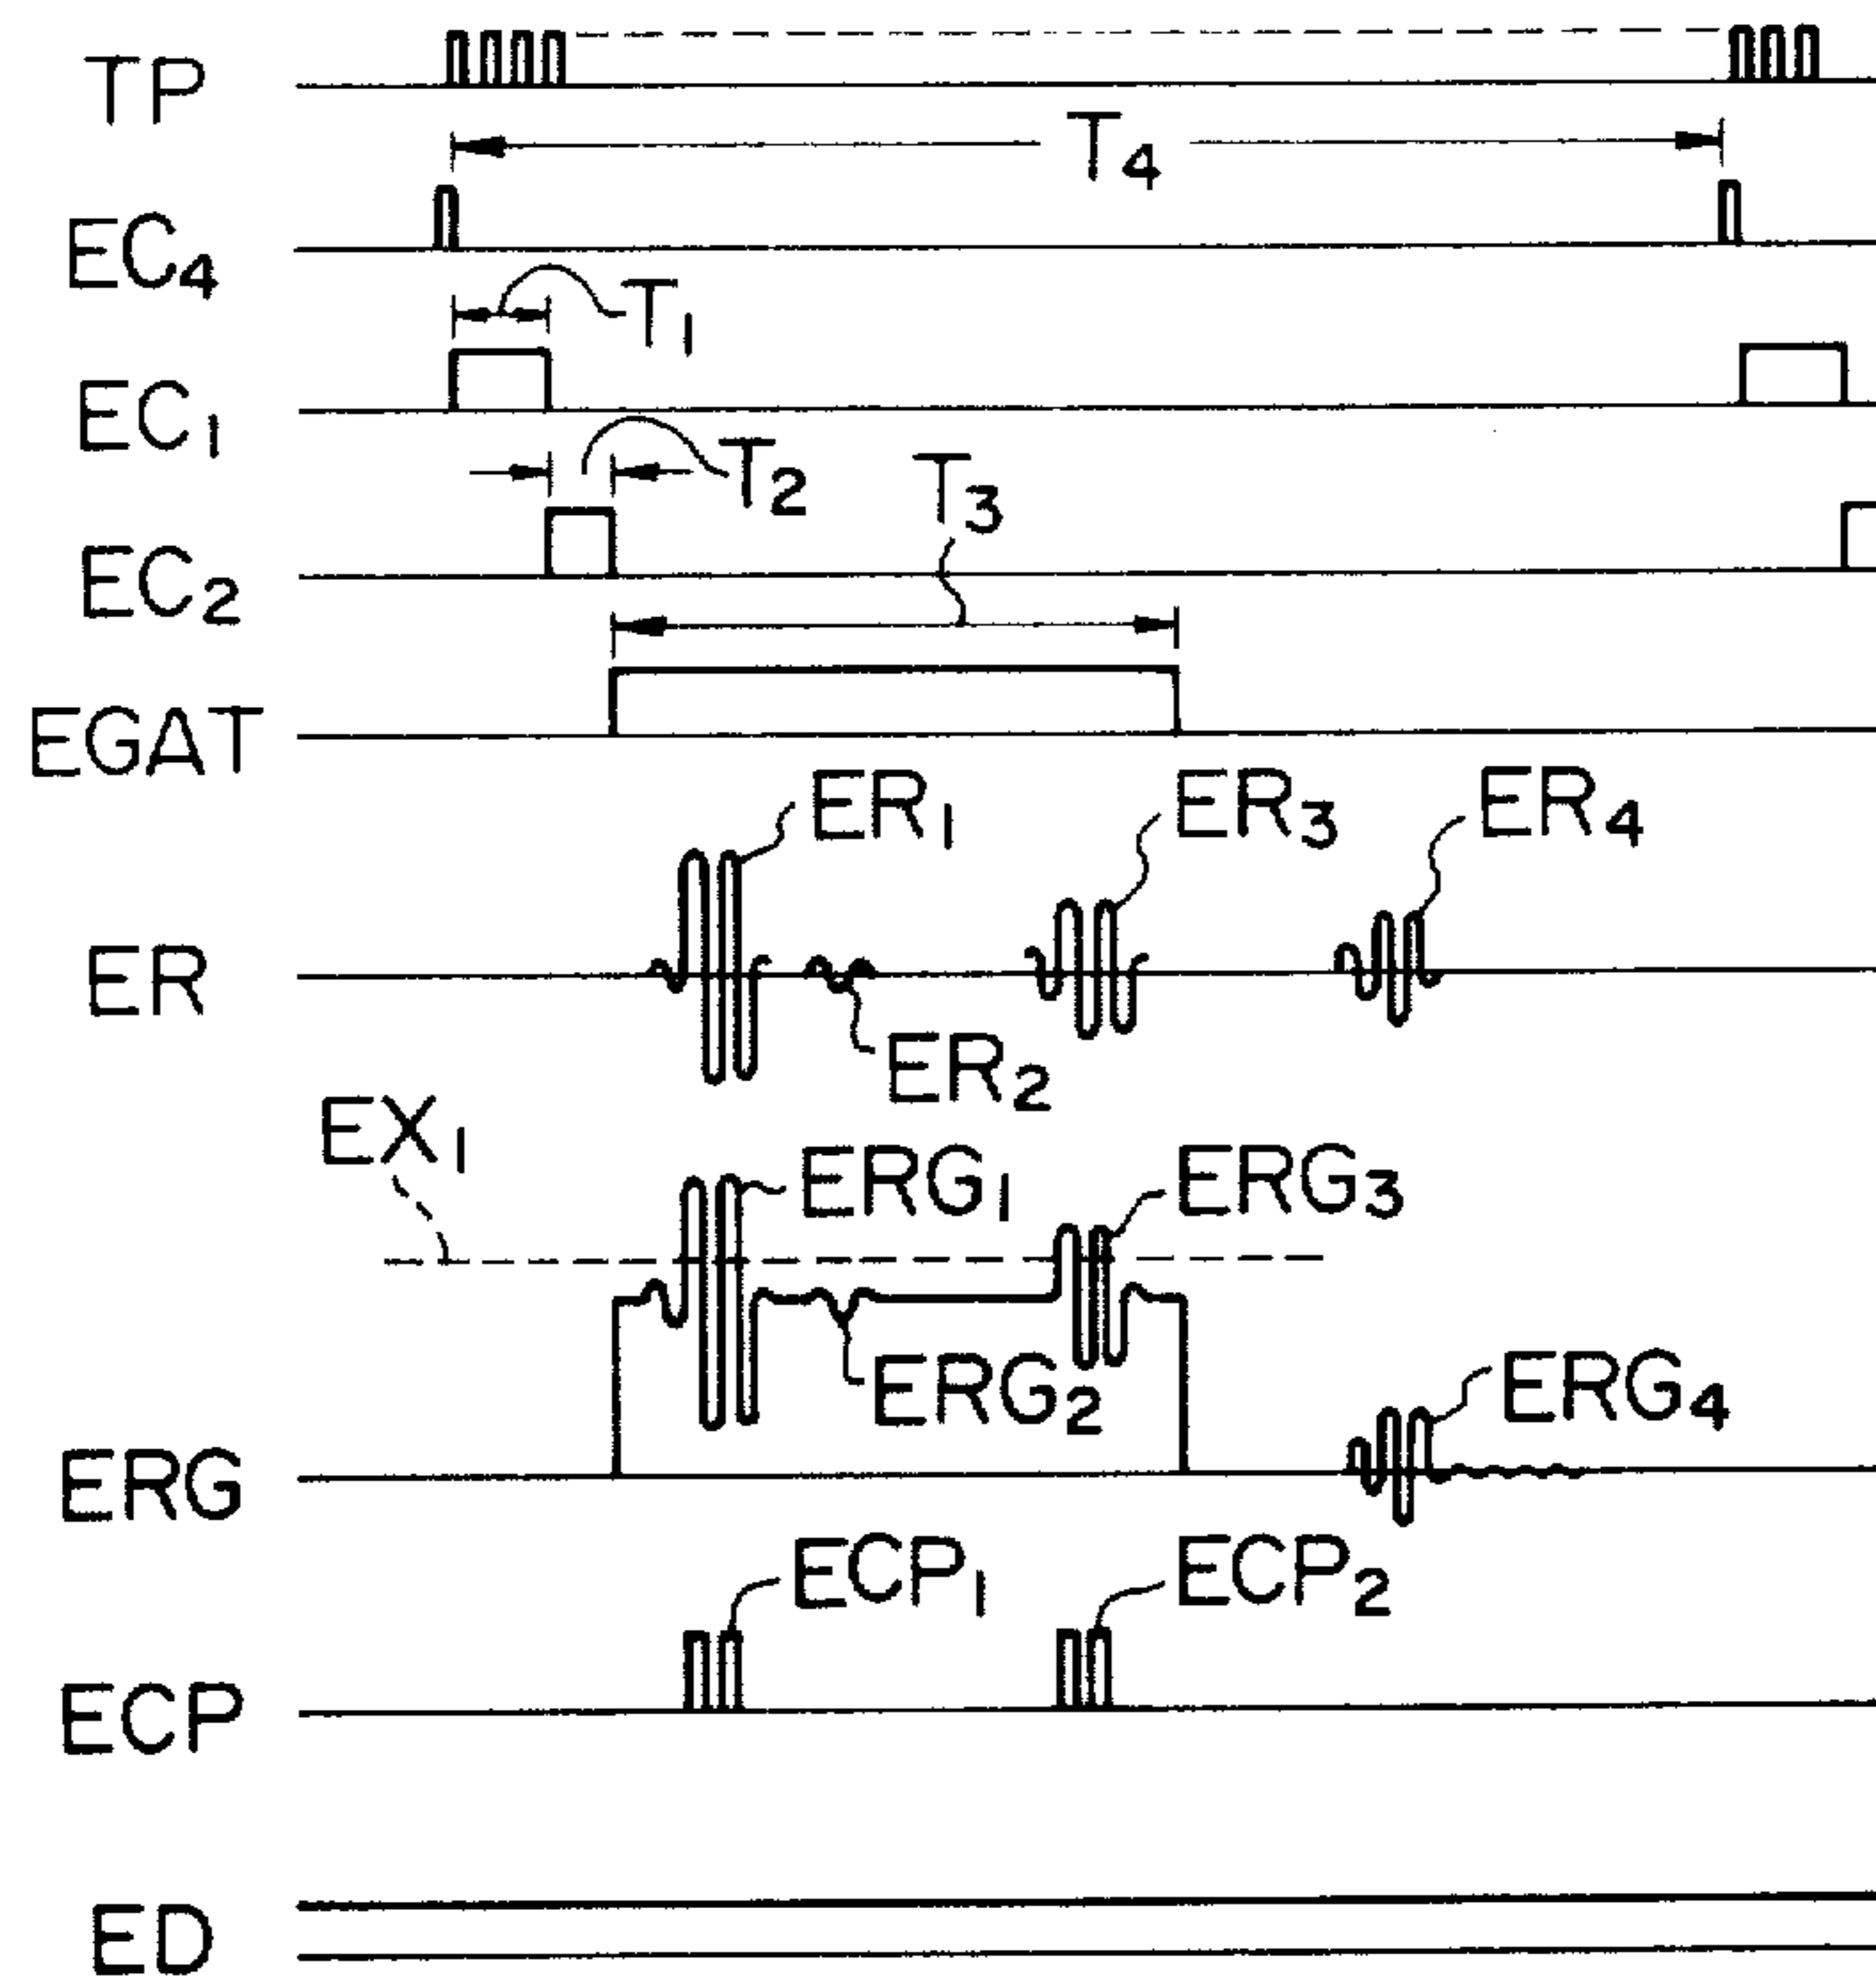 TP
T4
EC4
T1
EC1
T2
T3
EC2
EGAT
ER1
ER3
ER4
ER
ER2
EX1
ERG1
ERG3
ERG2
ERG4
ERG
ECP1
ECP2
ECP
ED